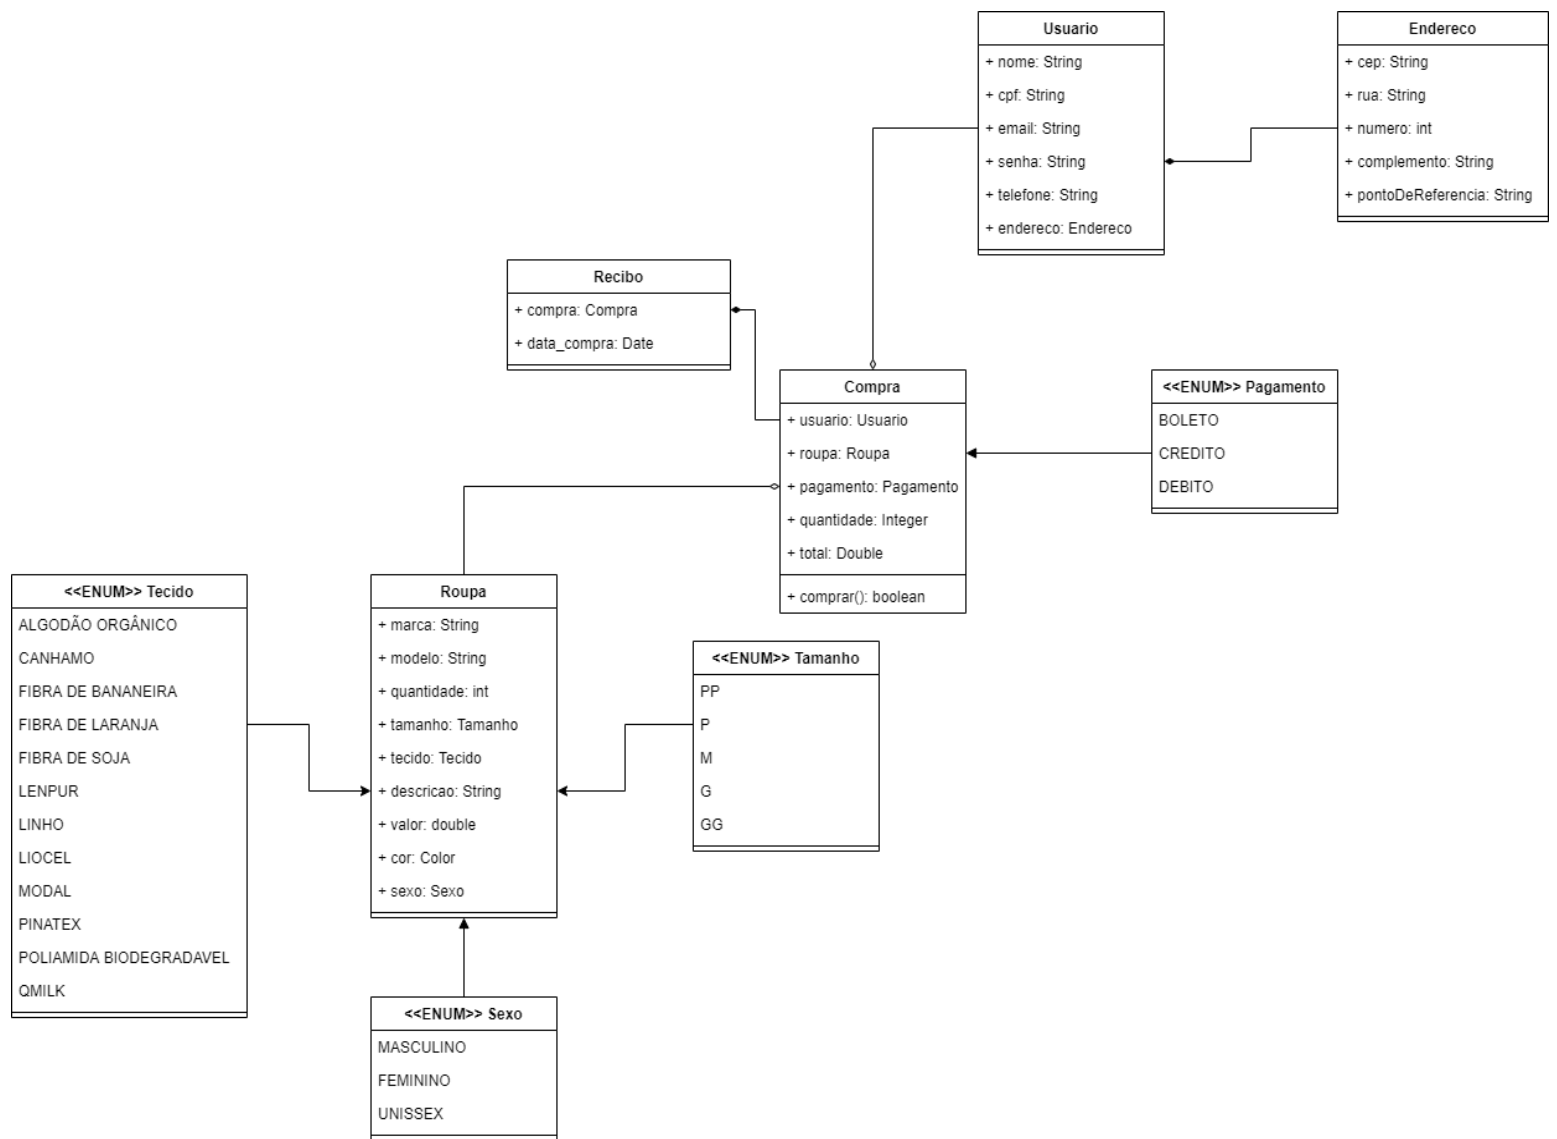 Usuario
+ nome: String
+ cpf: String
+ email: String
+ senha: String
+ telefone: String
+ endereco: Endereco
Endereco
+ cep: String
+ rua: String
+ numero: int
+ complemento: String
+ pontoDeReferencia: String
Recibo
+ compra: Compra
+ data_compra: Date
Compra
+ usuario: Usuario
+ roupa: Roupa
+ pagamento: Pagamento
+ quantidade: Integer
+ total: Double
+ comprar(): boolean
<<ENUM>> Pagamento
BOLETO
CREDITO
DEBITO
<<ENUM>> Tecido
ALGODÃO ORGÂNICO
CANHAMO
FIBRA DE BANANEIRA
FIBRA DE LARANJA
FIBRA DE SOJA
LENPUR
LINHO
LIOCEL
MODAL
PINATEX
POLIAMIDA BIODEGRADAVEL
QMILK
Roupa
+ marca: String
+ modelo: String
+ quantidade: int
+ tamanho: Tamanho
+ tecido: Tecido
+ descricao: String
+ valor: double
+ cor: Color
+ sexo: Sexo
<<ENUM>> Tamanho
PP
P
M
G
GG
<<ENUM>> Sexo
MASCULINO
FEMININO
UNISSEX